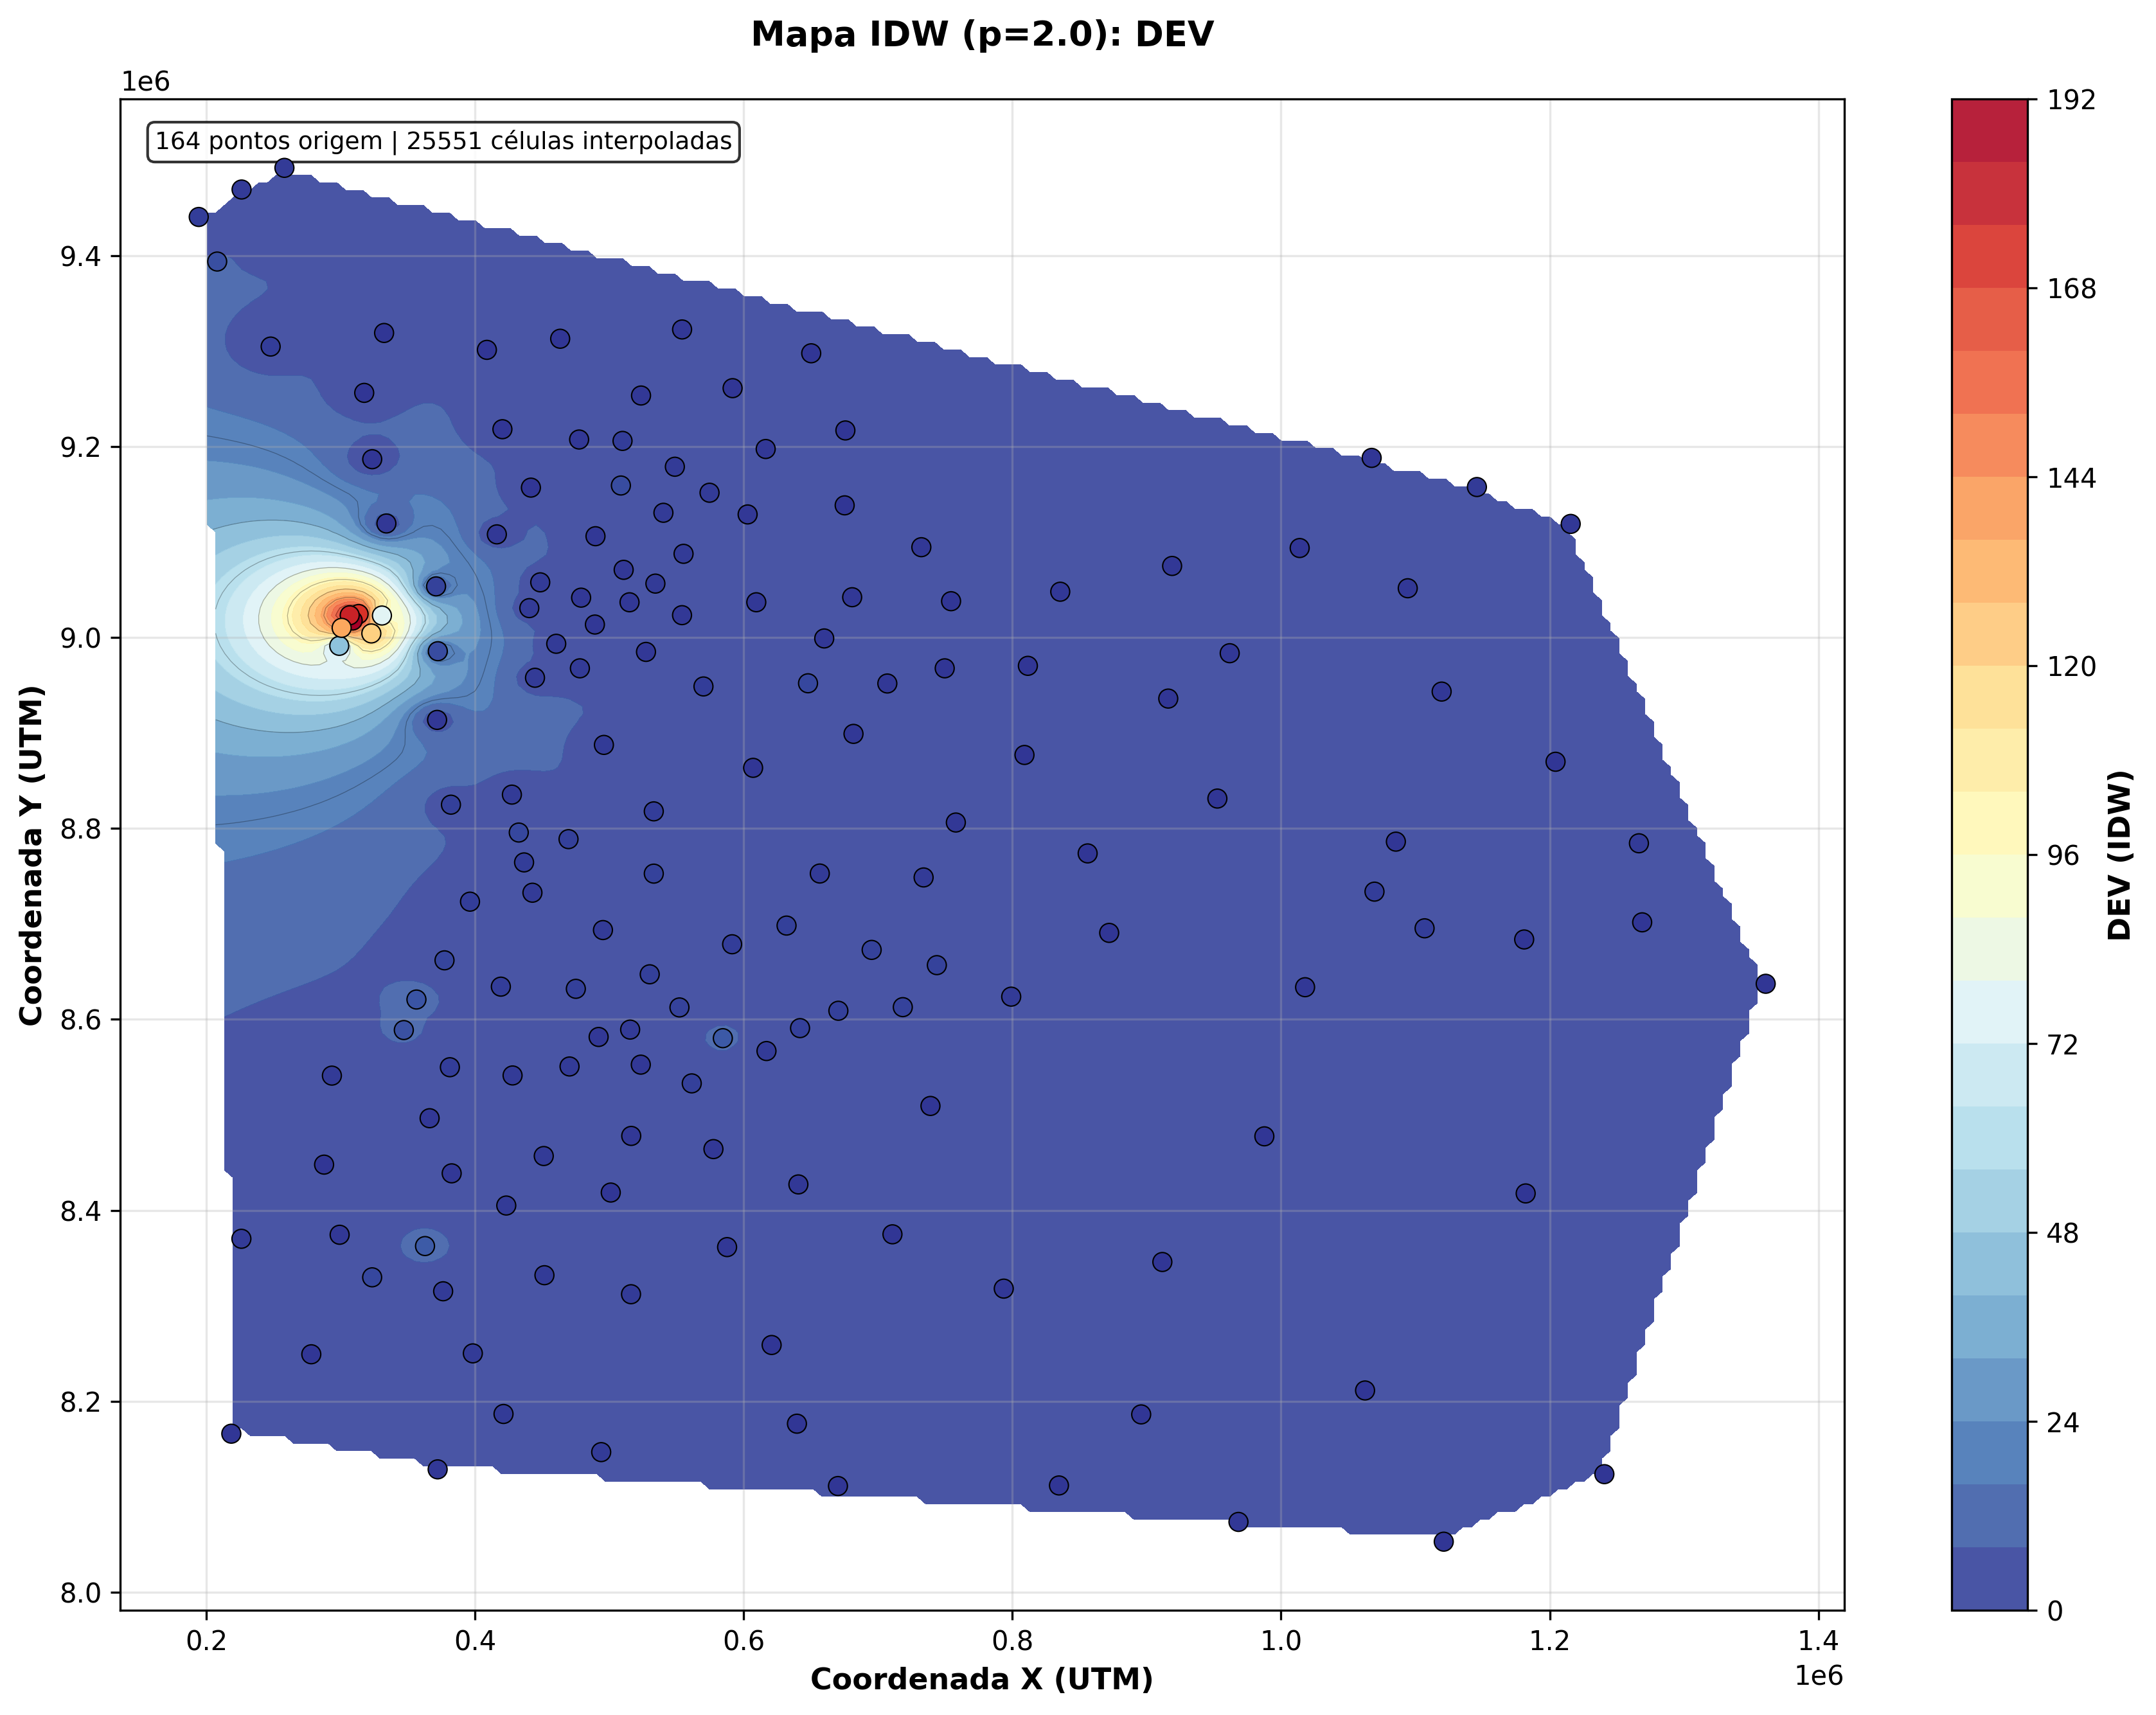 Mapa IDW (p=2.0): DEV
1e6
164 pontos origem | 25551 células interpoladas
9.4
9.2
9.0
8.8
8.6
8.4
8.2
8.0
Coordenada Y (UTM)
0.2 0.4 0.6 0.8 1.0 1.2 1.4
1e6
Coordenada X (UTM)
192
168
144
120
96
72
48
24
0
DEV (IDW)